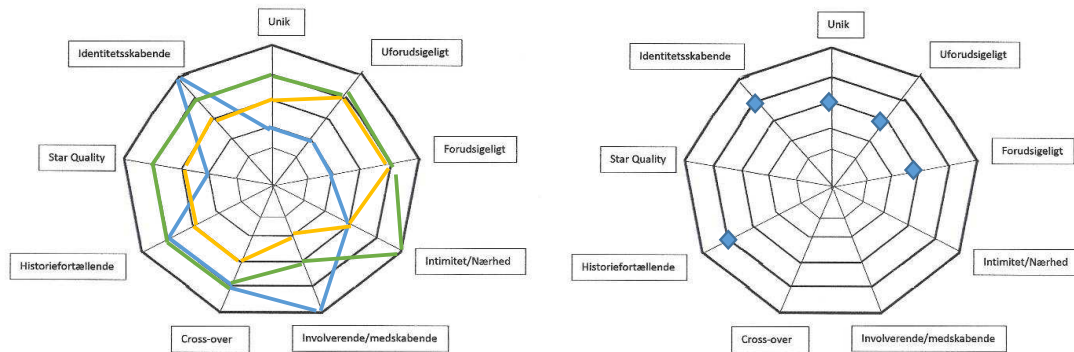 Unik
Identitetsskabende
Uforudsigeligt
Star Quality
Forudsigeligt
Historiefortællende
Intimitet/Nærhed
Cross-over
Involverende/medskabende
Unik
Identitetsskabende
Uforudsigeligt
Star Quality
Forudsigeligt
Historiefortællende
Intimitet/Nærhed
Cross-over
Involverende/medskabende